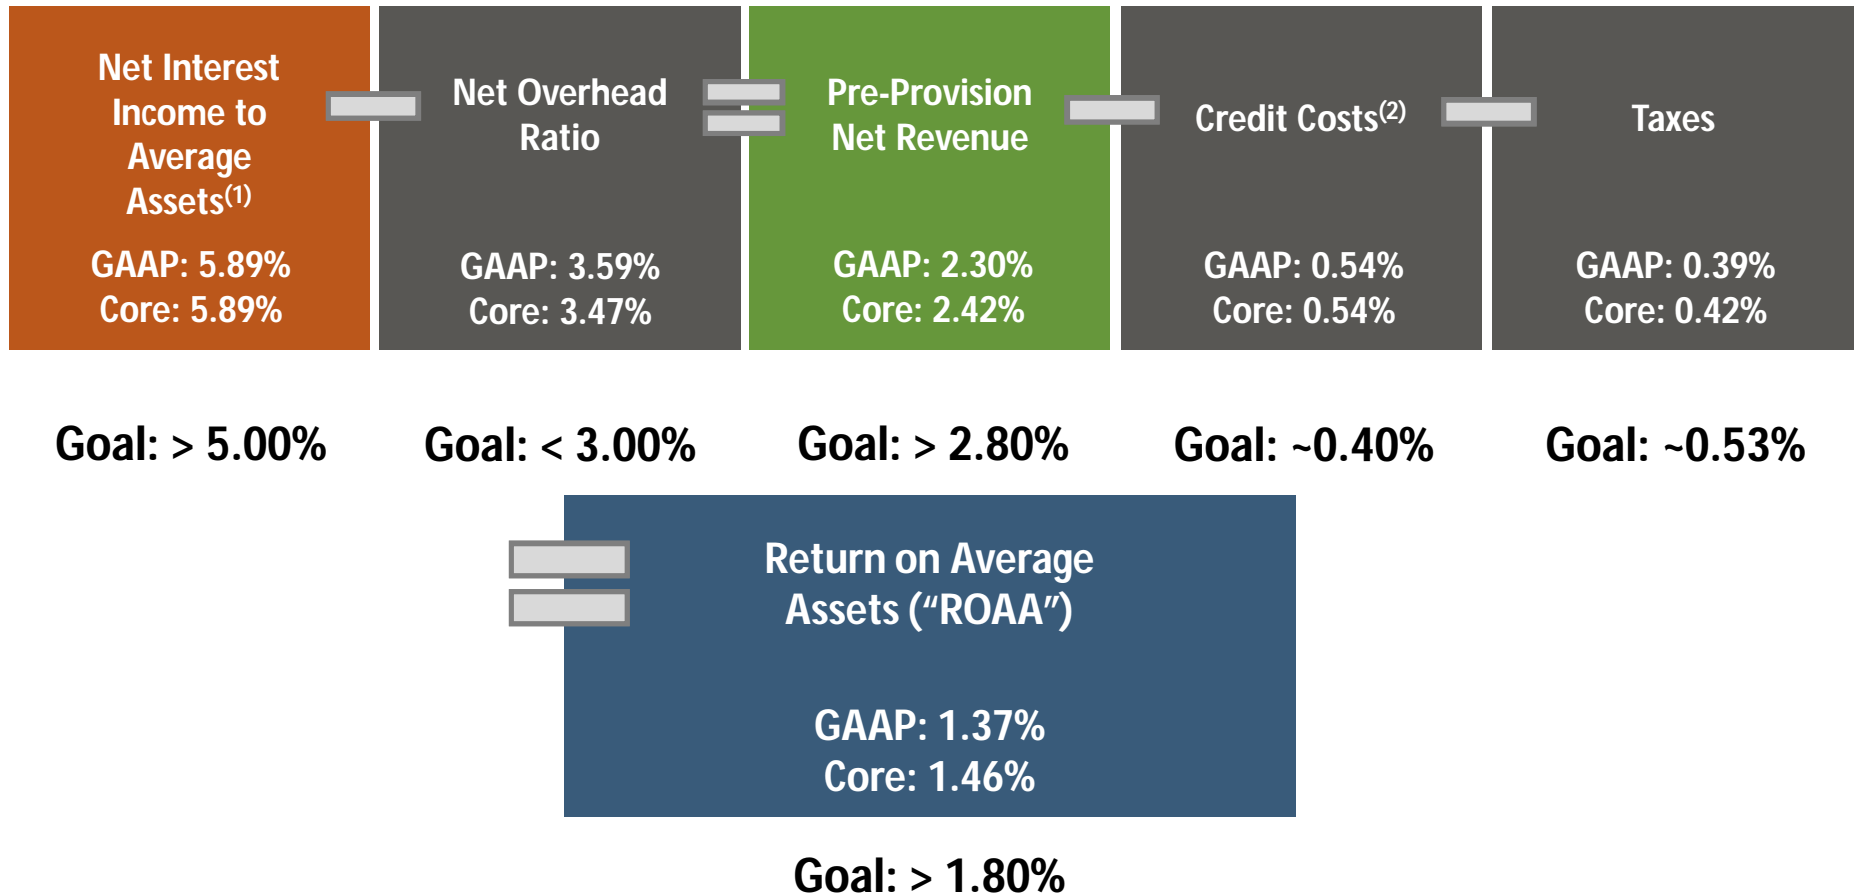 Net Interest
Income to
Average
Assets(1)
GAAP: 5.89%
Core: 5.89%
Net Overhead
Ratio
GAAP: 3.59%
Core: 3.47%
Pre-Provision
Net Revenue
GAAP: 2.30%
Core: 2.42%
Credit Costs(2)
GAAP: 0.54%
Core: 0.54%
Taxes
GAAP: 0.39%
Core: 0.42%
Goal: > 5.00%
Goal: < 3.00%
Goal: > 2.80%
Goal: ~0.40%
Goal: ~0.53%
Return on Average
Assets (“ROAA”)
GAAP: 1.37%
Core: 1.46%
Goal: > 1.80%